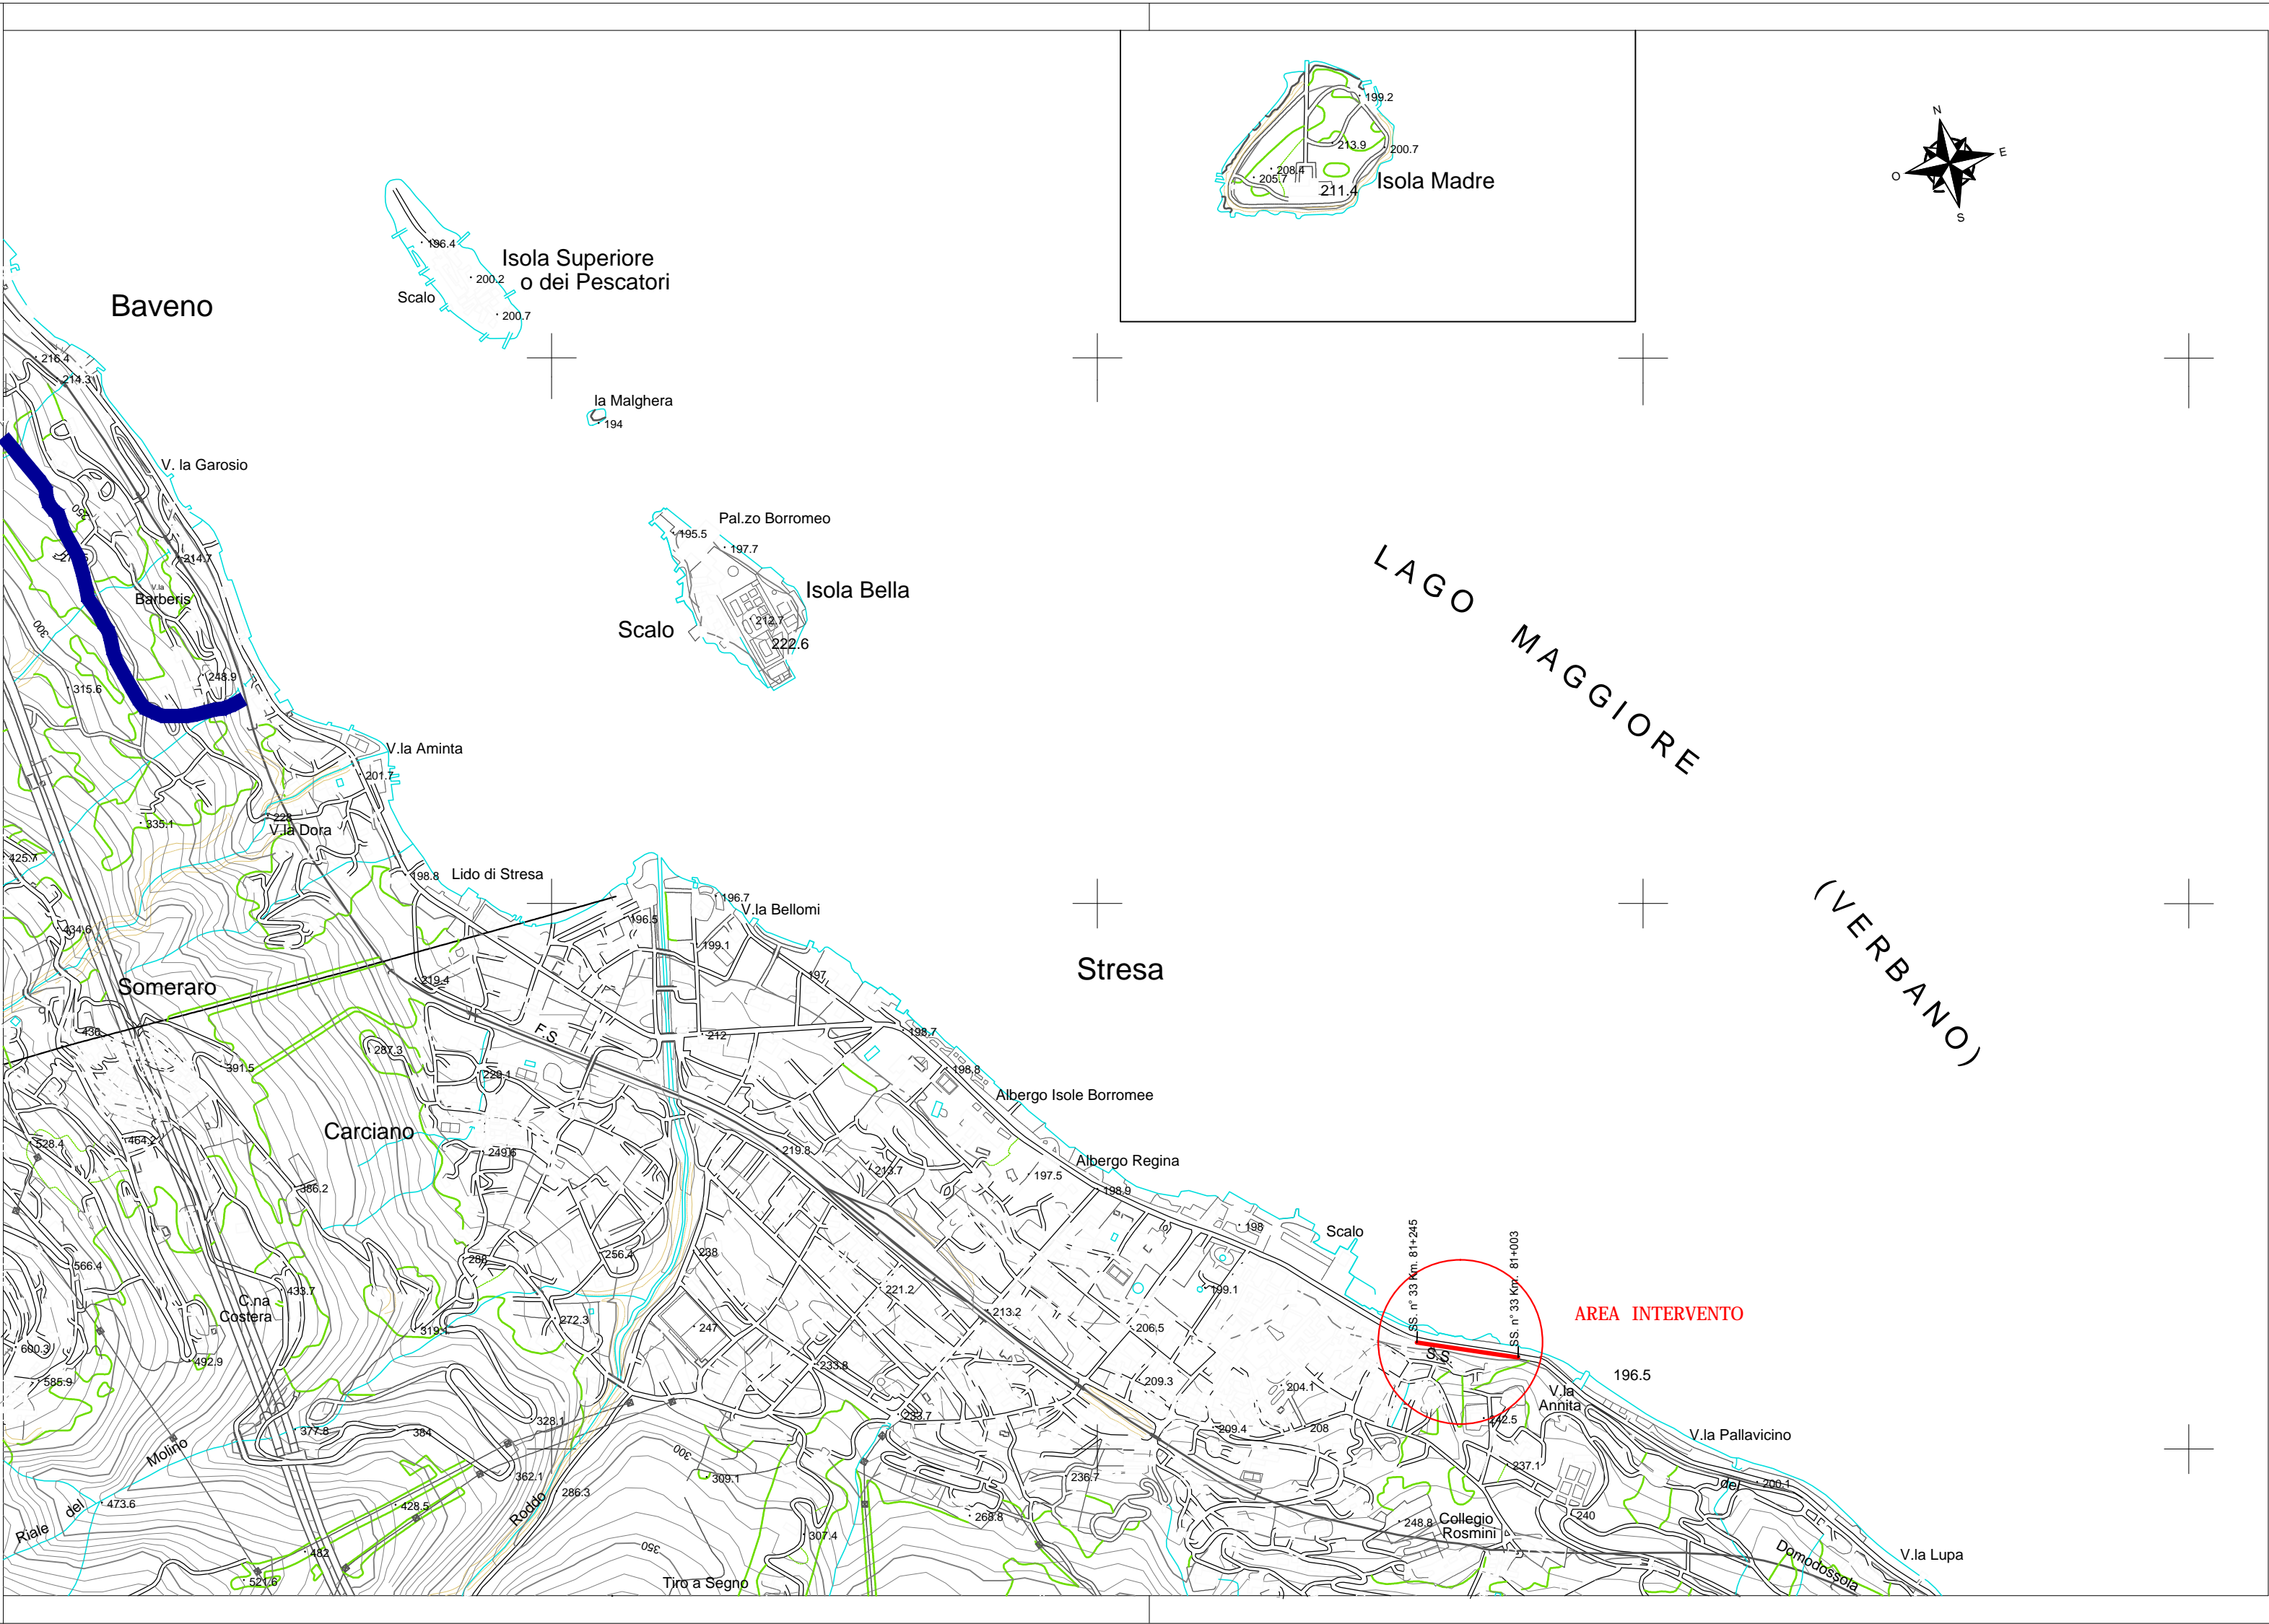 199.2
213.9
200.7
208.4
205.7
211.4
Isola Madre
N
E
O
S
196.4
Isola Superiore
o dei Pescatori
200.2
Scalo
200.7
Baveno
216.4
214.3
la Malghera
194
V. la Garosio
250
Pal.zo Borromeo
195.5
197.7
214.7
V.la
Barberis
Isola Bella
212.7
Scalo
222.6
300
248.9
315.6
LAGO MAGGIORE
(VERBANO)
V.la Aminta
201.7
228
V.la Dora
335.1
425.7
198.8
Lido di Stresa
196.7
V.la Bellomi
196.5
434.6
199.1
197
Stresa
219.4
Someraro
436
F.S.
212
198.7
287.3
391.5
229.1
198.8
Albergo Isole Borromee
Carciano
528.4
464.2
249.6
219.8
213.7
Albergo Regina
386.2
197.5
198.9
198
Scalo
SS. n° 33 Km. 81+245
SS. n° 33 Km. 81+003
566.4
288
256.4
238
433.7
C.na
Costera
221.2
199.1
AREA INTERVENTO
319.1
272.3
247
213.2
206.5
S.S.
600.3
492.9
233.8
196.5
585.9
209.3
204.1
V.la
Annita
328.1
233.7
242.5
377.8
384
209.4
208
V.la Pallavicino
Molino
300
362.1
309.1
236.7
237.1
del
200.1
473.6
del
428.5
286.3
Roddo
Riale
268.8
240
307.4
248.8
Collegio
Rosmini
350
482
Domodossola
V.la Lupa
521.6
Tiro a Segno